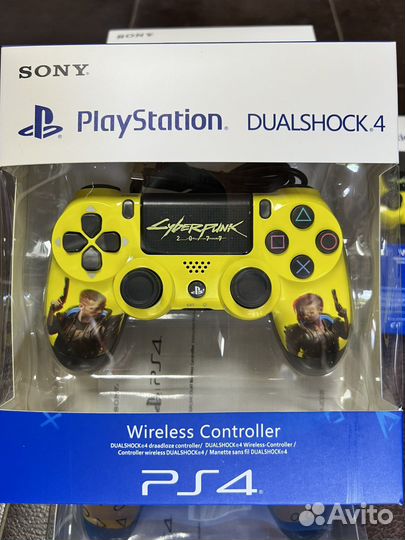 SONY
PlayStation® DUALSHOCK®4
Cyberpunk
2077
Wireless Controller
DUALSHOCK®4 draadloze controller/ DUALSHOCK®4 Wireless-Controller /
Controller wireless DUALSHOCK®4 / Manette sans fil DUALSHOCK®4
PS4
Avito